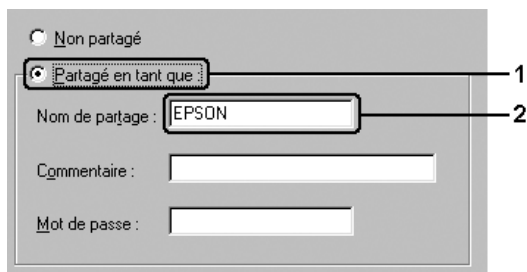 Non partagé
Partagé en tant que :
1
Nom de partage :
EPSON
2
Commentaire :
Mot de passe :